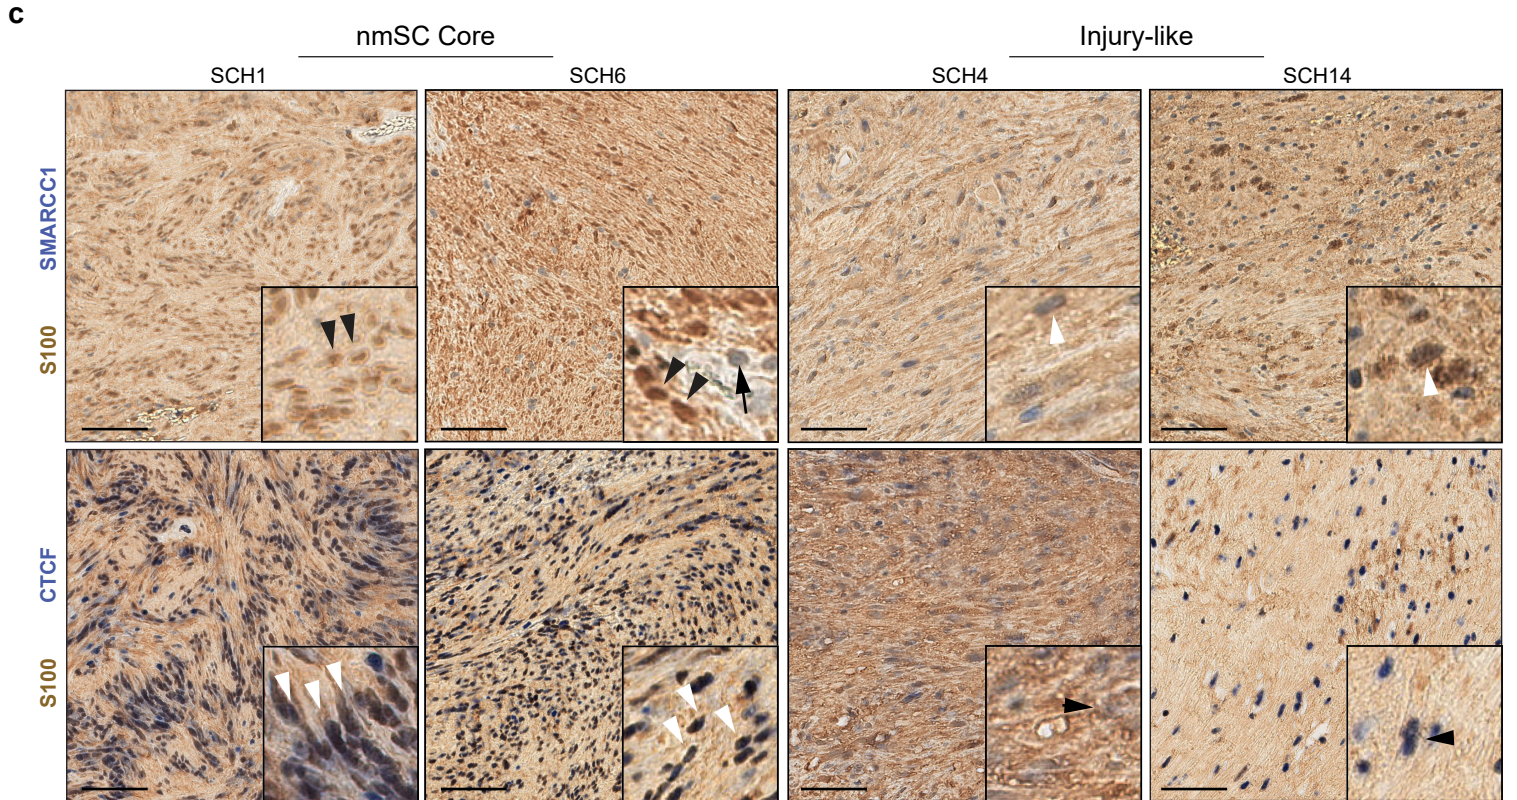 c
nmSC Core
Injury-like
SCH1
SCH6
SCH4
SCH14
SMARCC1
S100
CTCF
S100